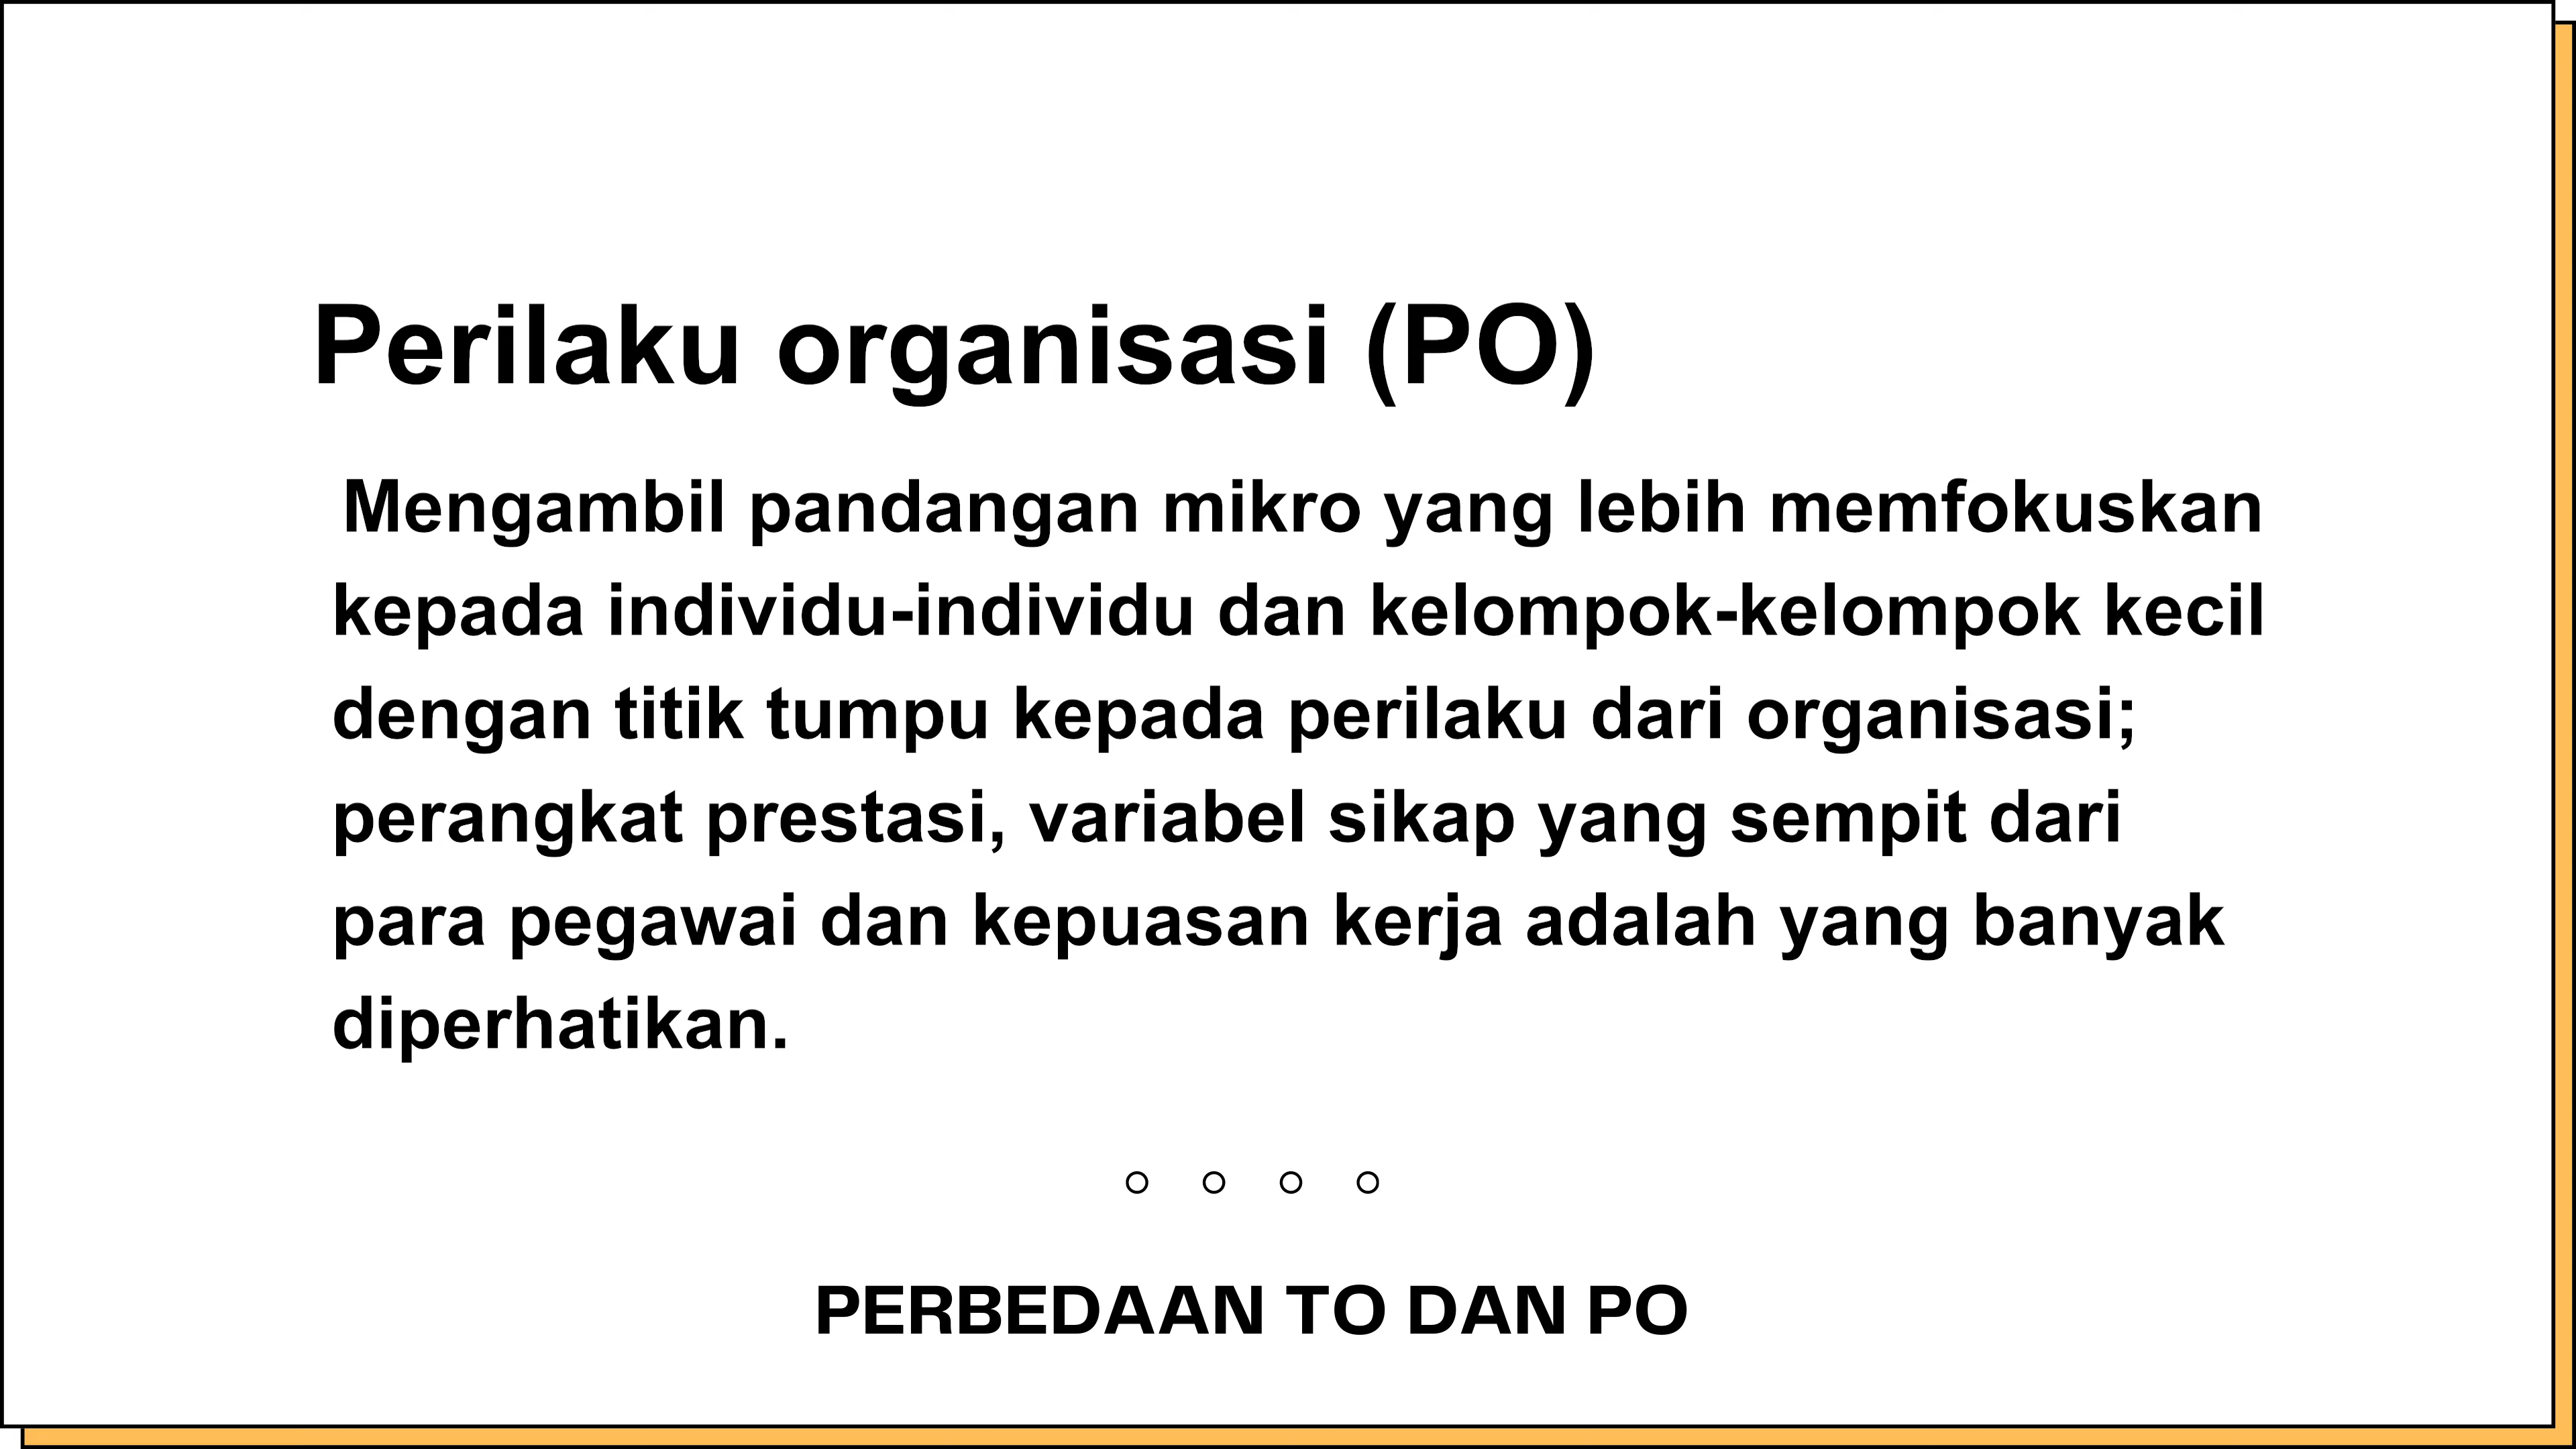 Perilaku organisasi (PO)
Mengambil pandangan mikro yang lebih memfokuskan
kepada individu-individu dan kelompok-kelompok kecil
dengan titik tumpu kepada perilaku dari organisasi;
perangkat prestasi, variabel sikap yang sempit dari
para pegawai dan kepuasan kerja adalah yang banyak
diperhatikan.
PERBEDAAN TO DAN PO